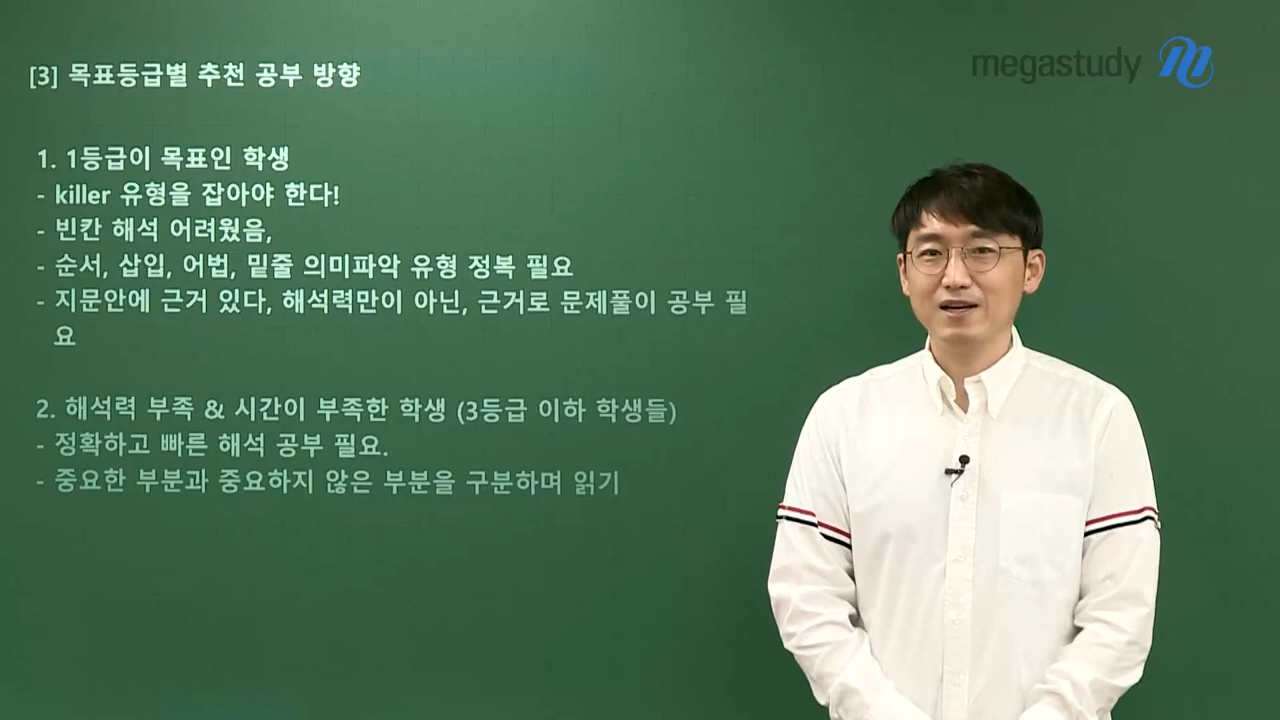 [3] 목표등급별 추천 공부 방향
megastudy
1. 1등급이 목표인 학생
- killer 유형을 잡아야 한다!
- 빈칸 해석 어려웠음,
- 순서, 삽입, 어법, 밑줄 의미파악 유형 정복 필요
- 지문안에 근거 있다, 해석력만이 아닌, 근거로 문제풀이 공부 필
요
2. 해석력 부족 & 시간이 부족한 학생 (3등급 이하 학생들)
- 정확하고 빠른 해석 공부 필요.
- 중요한 부분과 중요하지 않은 부분을 구분하며 읽기